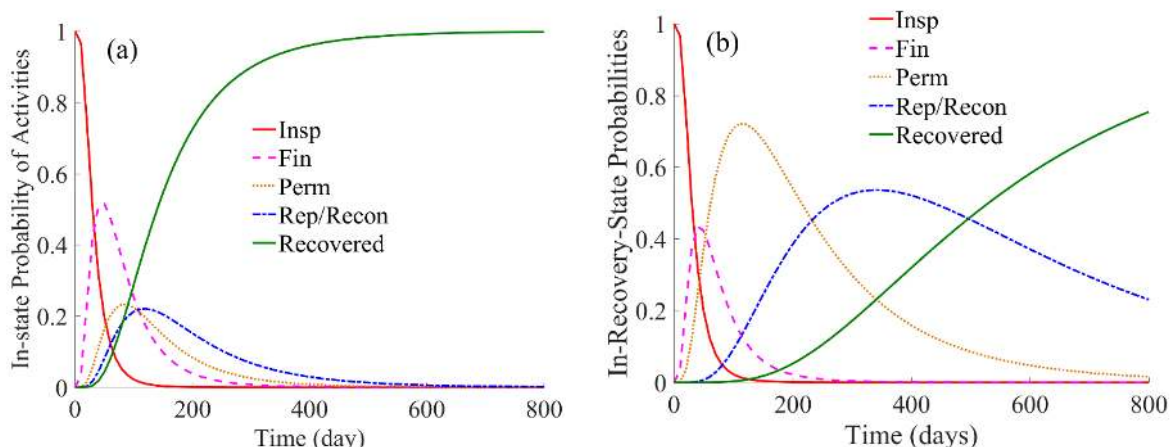 (a)
In-state Probability of Activities
1
0.8
0.6
0.4
0.2
0
Insp
Fin
Perm
Rep/Recon
Recovered
0
200
400
600
800
Time (day)
(b)
In-Recovery-State Probabilities
1
0.8
0.6
0.4
0.2
0
Insp
Fin
Perm
Rep/Recon
Recovered
0
200
400
600
800
Time (days)